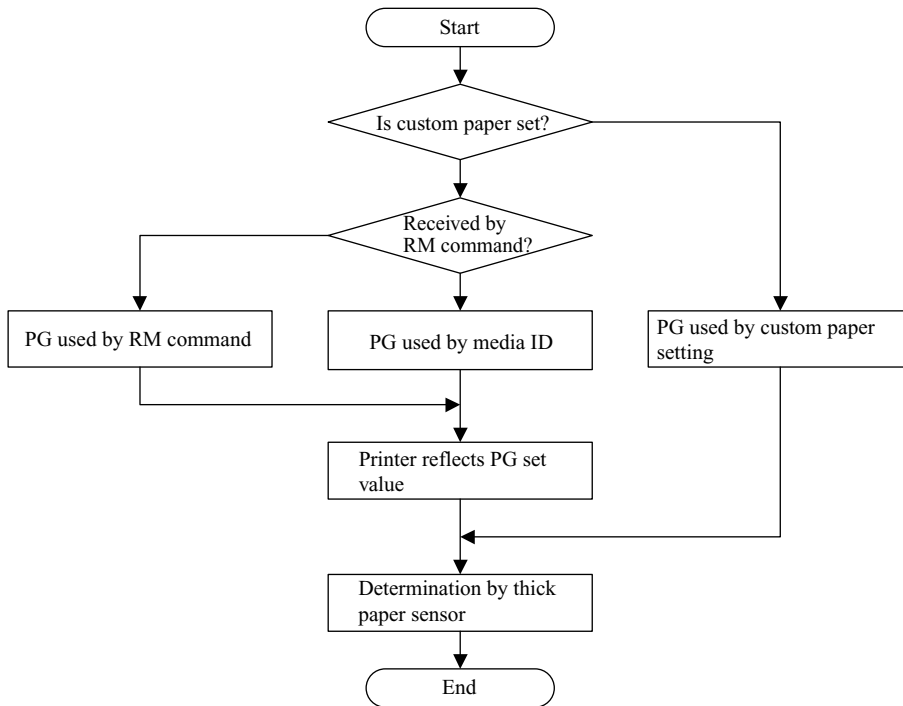 Start
Is custom paper set?
Received by
RM command?
PG used by RM command
PG used by media ID
PG used by custom paper
setting
Printer reflects PG set
value
Determination by thick
paper sensor
End